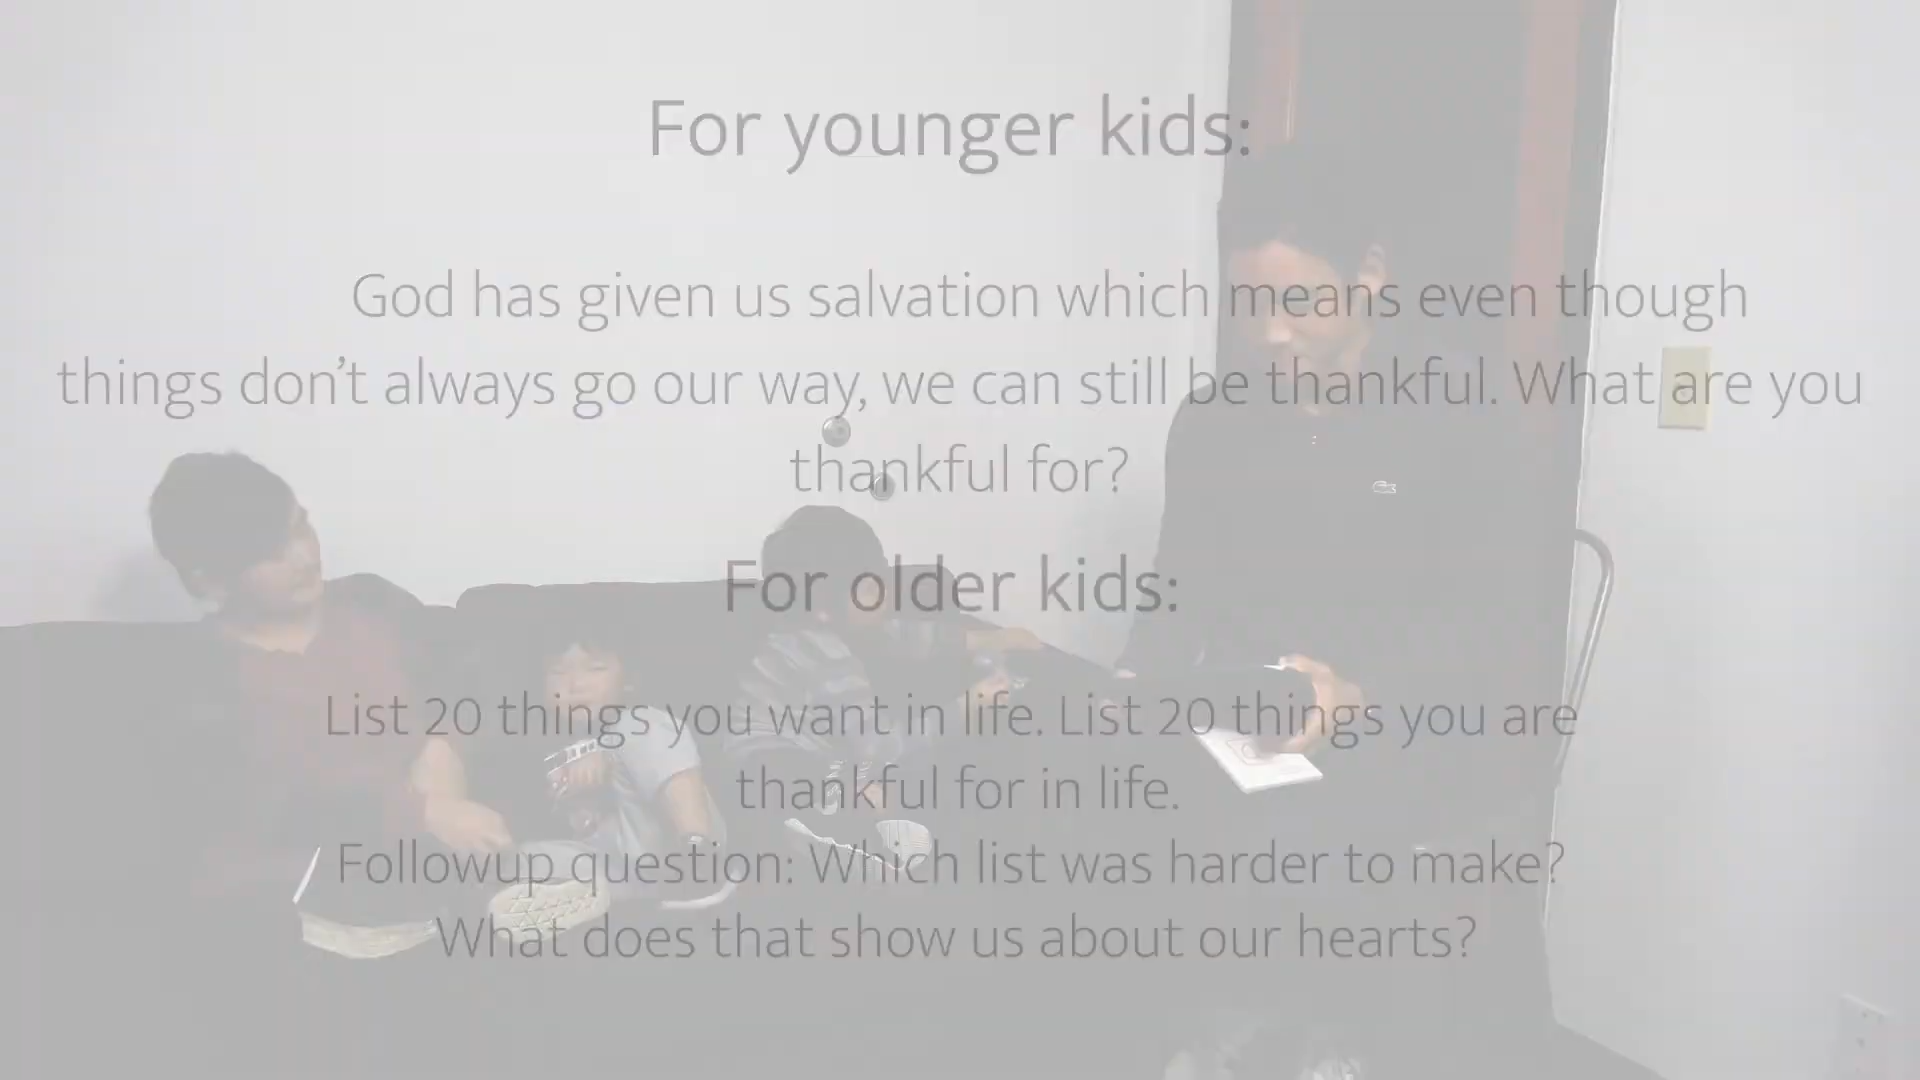 For younger kids:
God has given us salvation which means even though
things don't always go our way, we can still be thankful. What are you
thankful for?
For older kids:
List 20 things you want in life. List 20 things you are
thankful for in life.
Followup question: Which list was harder to make?
What does that show us about our hearts?